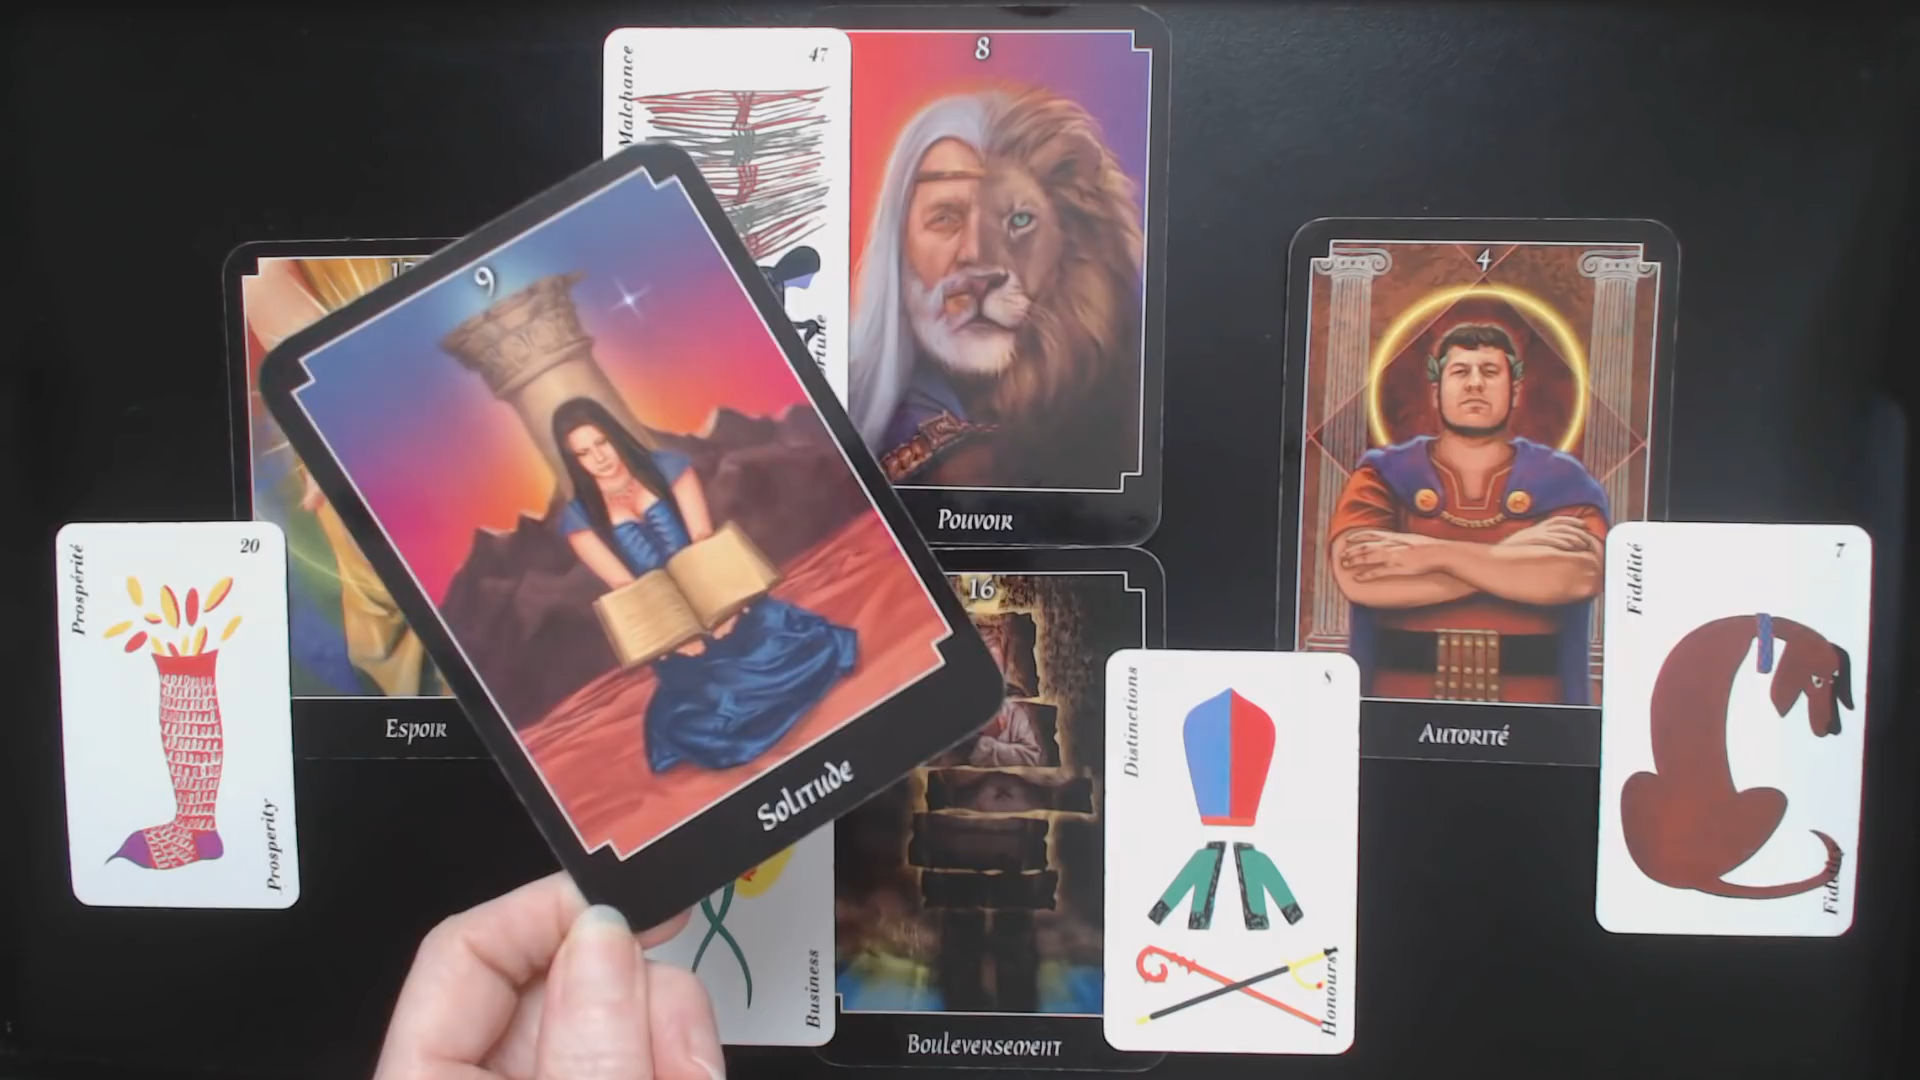 Malchance
47
8
Pouvoir
9
Solitude
17
Espoir
4
Autorité
Prospérité
20
Prosperity
16
Bouleversement
Business
Distinctions
8
Honours
Fidélité
7